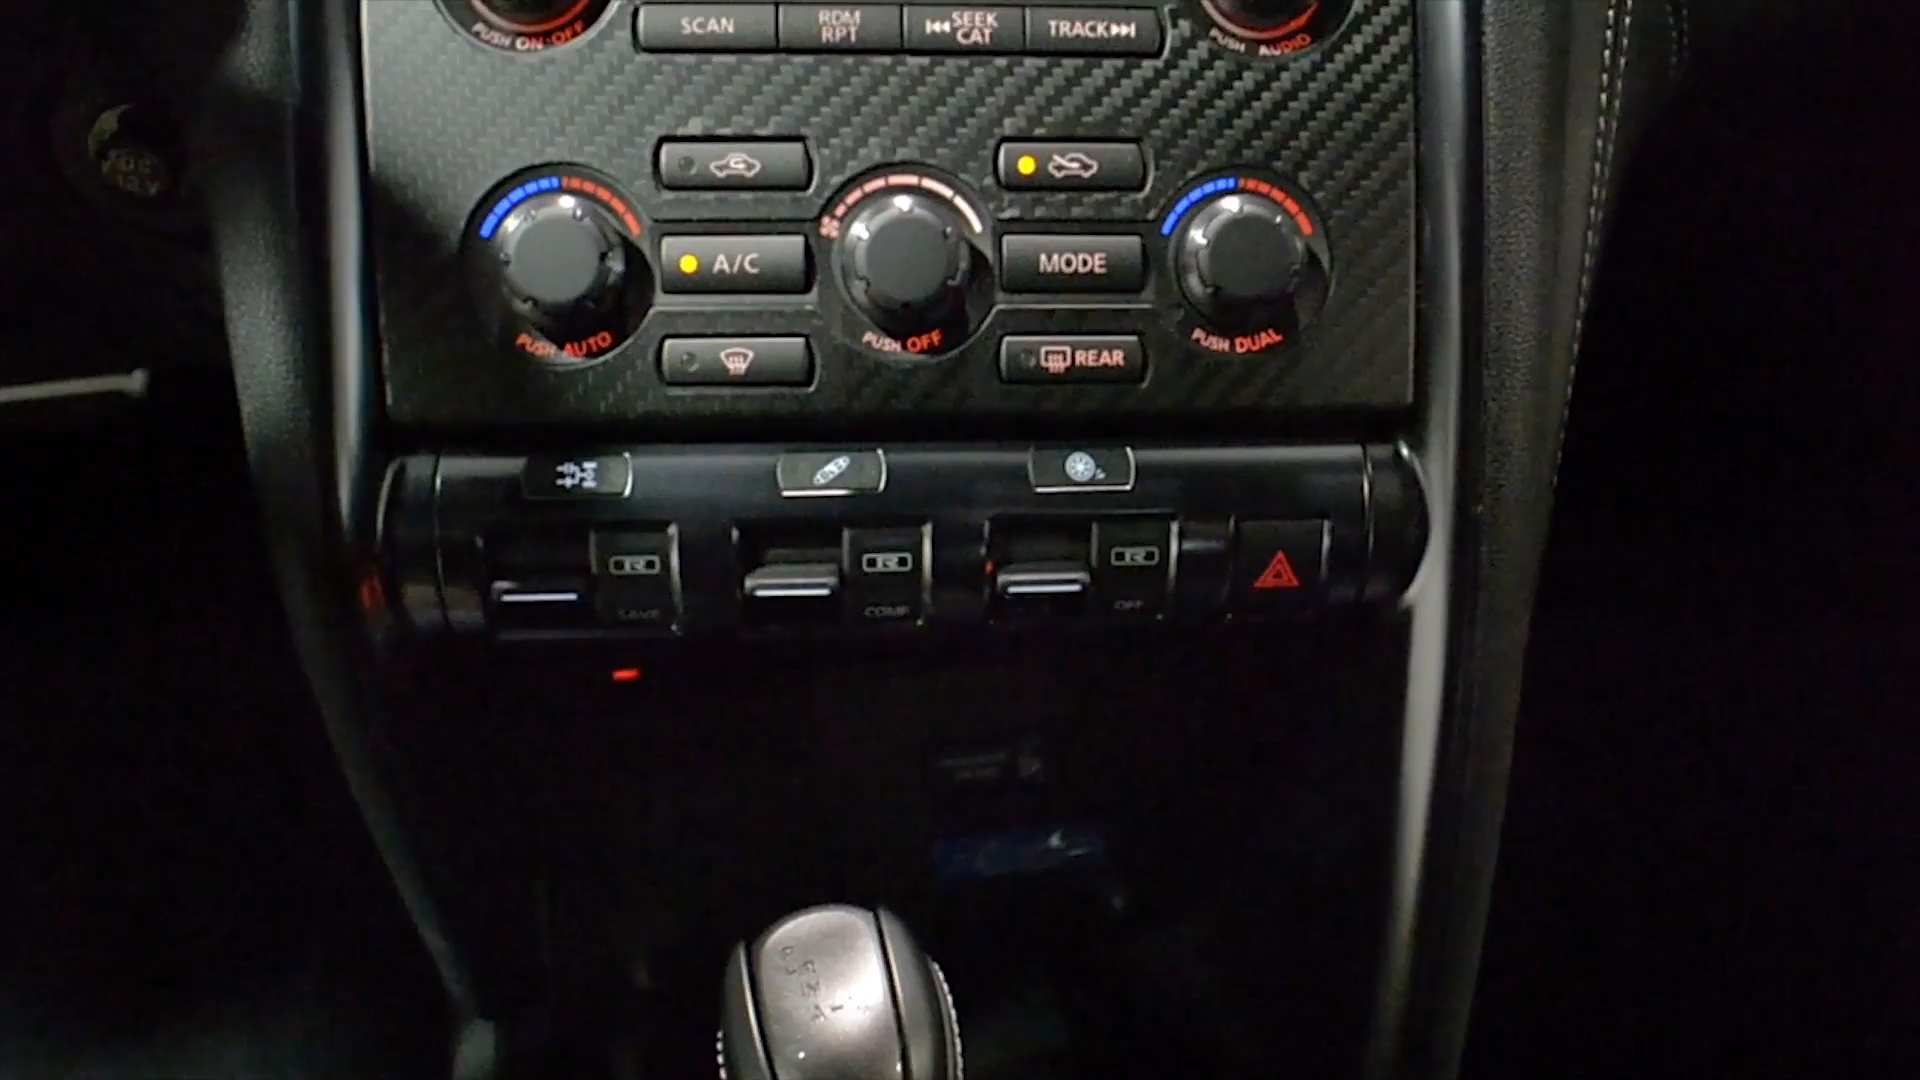 PUSH ON·OFF
SCAN
RDM
RPT
SEEK
CAT
TRACK
PUSH AUDIO
A/C
MODE
PUSH AUTO
PUSH OFF
PUSH DUAL
REAR
R
R
R
SAVE
COMF
OFF